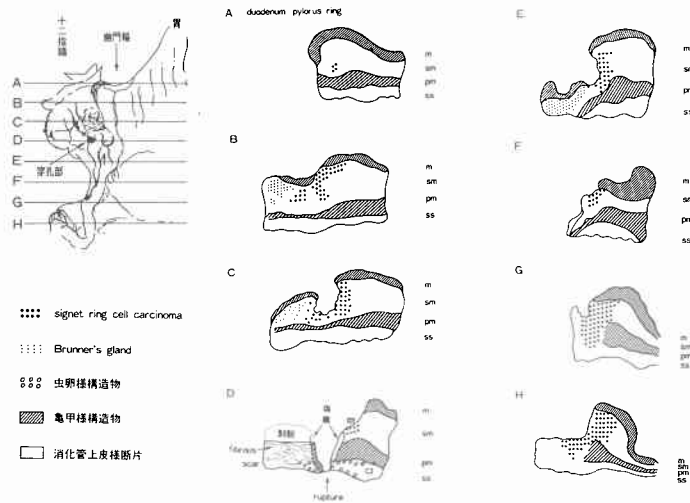 十二指腸
幽門輪
胃
A
B
C
D
E
F
G
H
穿孔部
signet ring cell carcinoma
Brunner's gland
虫卵様構造物
亀甲様構造物
消化管上皮様断片
A duodenum pylorus ring
m
sm
pm
ss
B
m
sm
pm
ss
C
m
sm
pm
ss
D
m
sm
pm
ss
fibrosis
scar
rupture
E
m
sm
pm
ss
F
m
sm
pm
ss
G
m
sm
pm
ss
H
m
sm
pm
ss